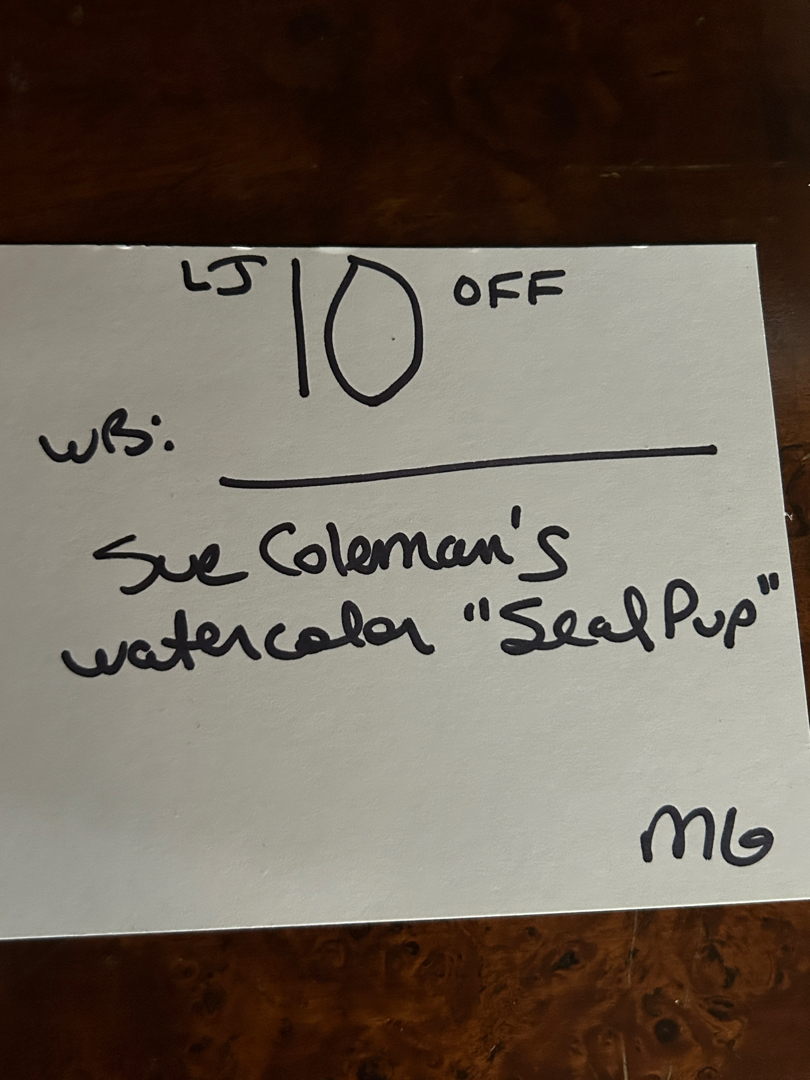 LJ 10 OFF
WB:
Sue Coleman's
watercolor "Seal Pup"
MG